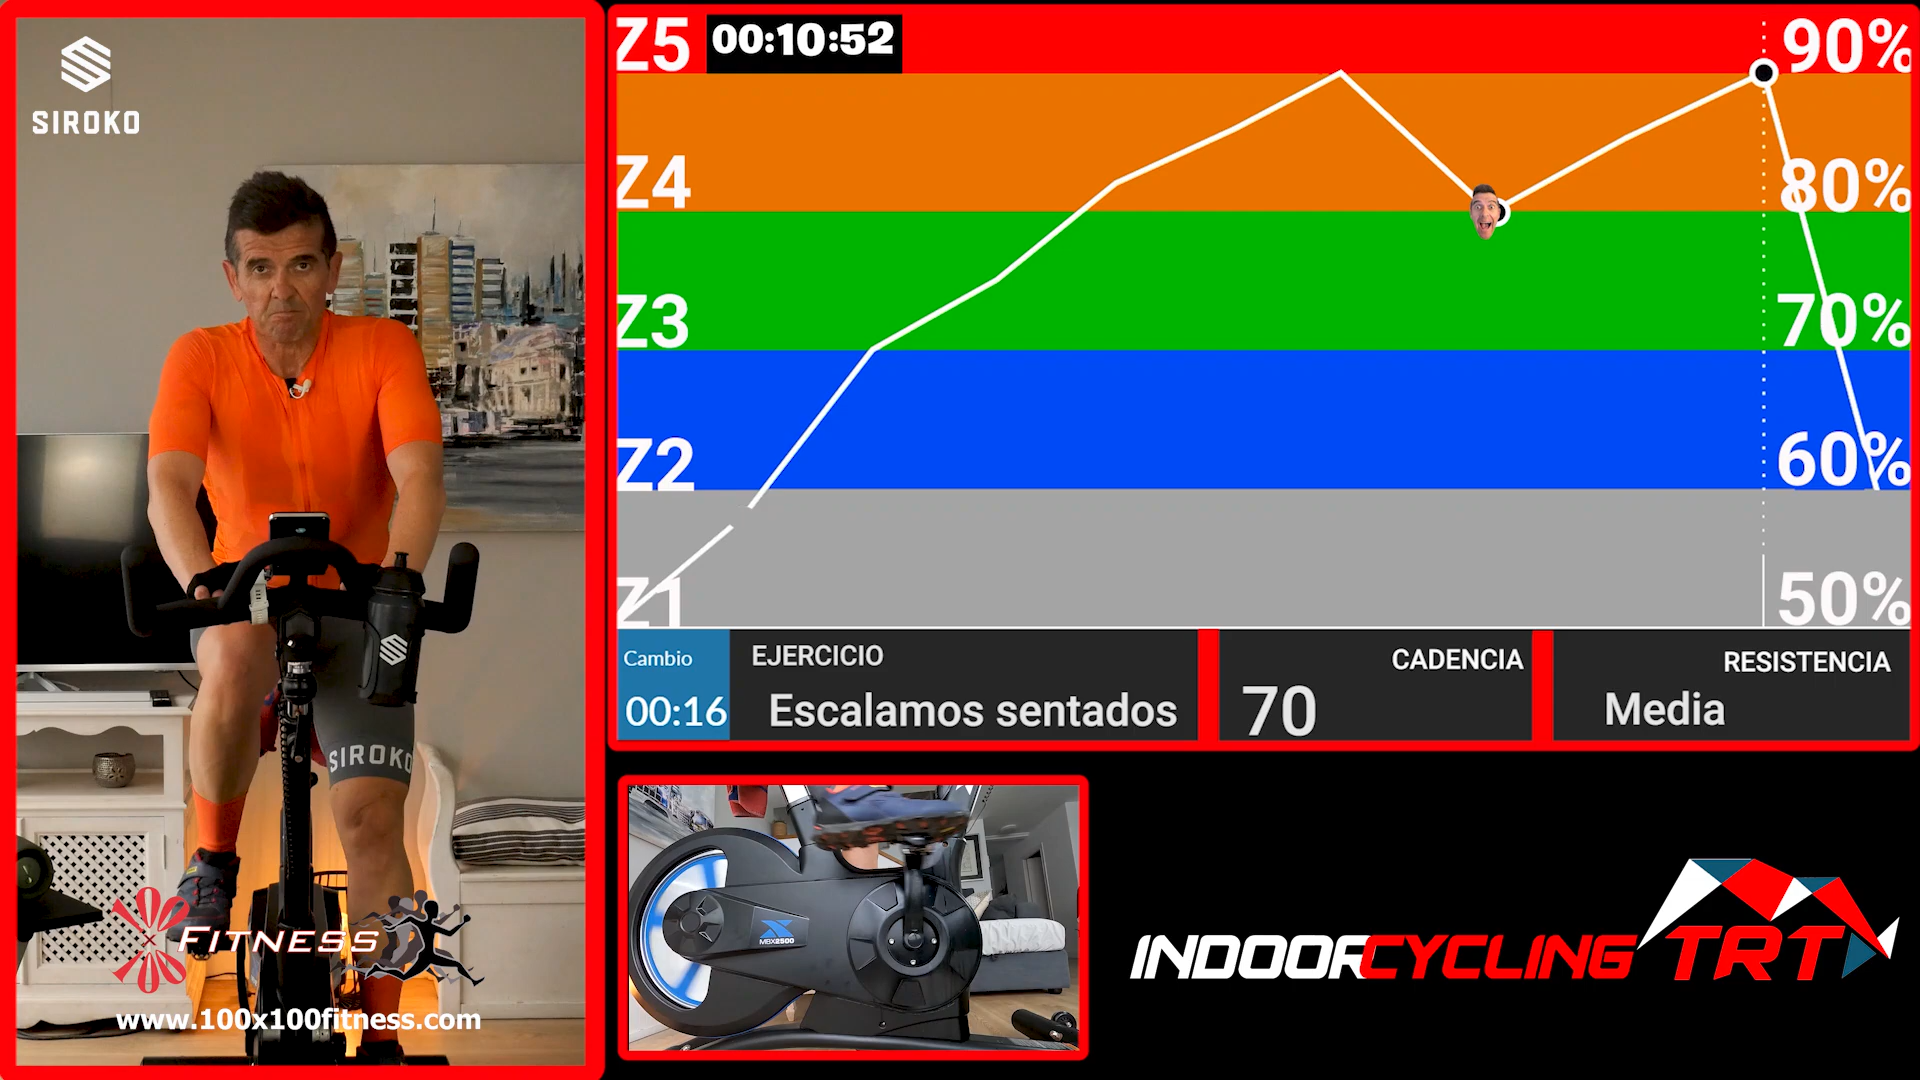 SIROKO
SIROKO
FITNESS
www.100x100fitness.com
Z5
00:10:52
90%
Z4
80%
Z3
70%
Z2
60%
Z1
50%
Cambio
00:16
EJERCICIO
Escalamos sentados
CADENCIA
70
RESISTENCIA
Media
MBX2500
INDOORCYCLING TRT